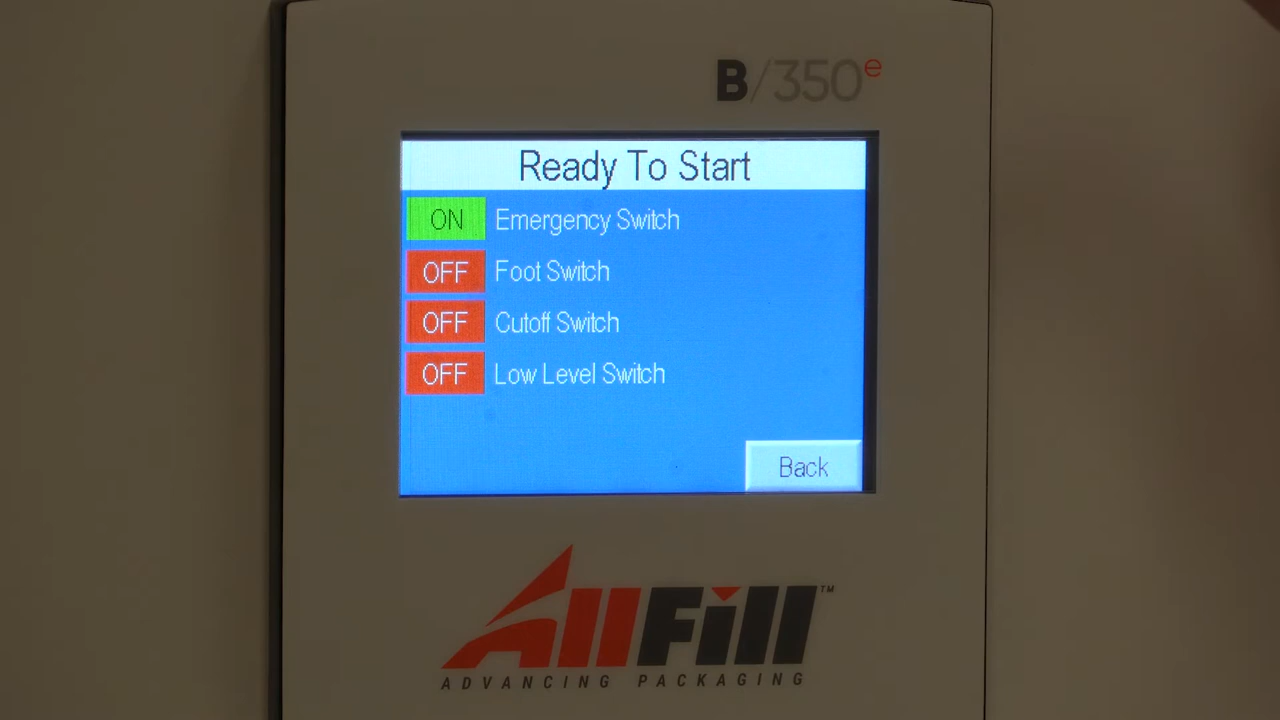 B/350e
Ready To Start
ON Emergency Switch
OFF Foot Switch
OFF Cutoff Switch
OFF Low Level Switch
Back
AllFill™
ADVANCING PACKAGING